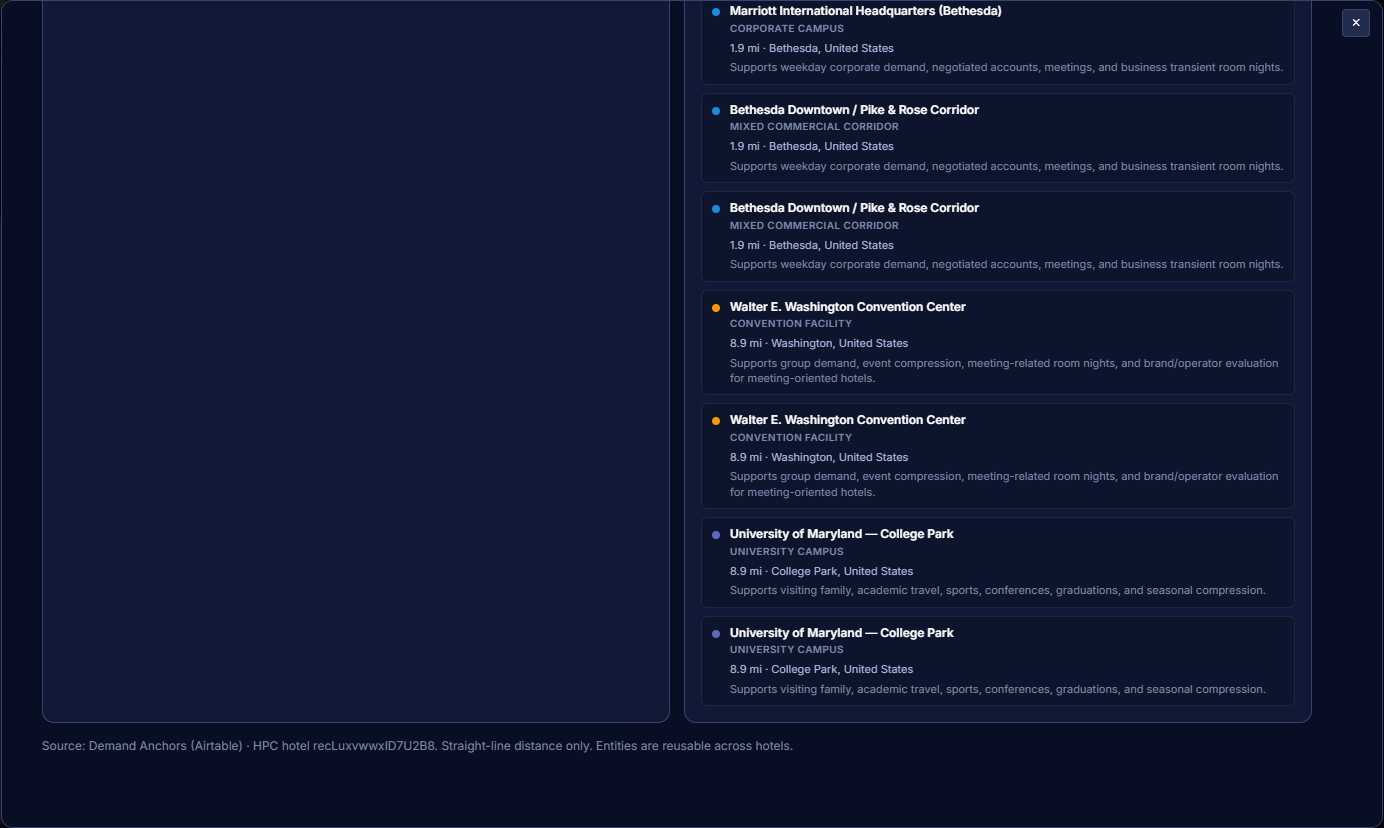 Marriott International Headquarters (Bethesda)
CORPORATE CAMPUS
1.9 mi · Bethesda, United States
Supports weekday corporate demand, negotiated accounts, meetings, and business transient room nights.
Bethesda Downtown / Pike & Rose Corridor
MIXED COMMERCIAL CORRIDOR
1.9 mi · Bethesda, United States
Supports weekday corporate demand, negotiated accounts, meetings, and business transient room nights.
Bethesda Downtown / Pike & Rose Corridor
MIXED COMMERCIAL CORRIDOR
1.9 mi · Bethesda, United States
Supports weekday corporate demand, negotiated accounts, meetings, and business transient room nights.
Walter E. Washington Convention Center
CONVENTION FACILITY
8.9 mi · Washington, United States
Supports group demand, event compression, meeting-related room nights, and brand/operator evaluation
for meeting-oriented hotels.
Walter E. Washington Convention Center
CONVENTION FACILITY
8.9 mi · Washington, United States
Supports group demand, event compression, meeting-related room nights, and brand/operator evaluation
for meeting-oriented hotels.
University of Maryland — College Park
UNIVERSITY CAMPUS
8.9 mi · College Park, United States
Supports visiting family, academic travel, sports, conferences, graduations, and seasonal compression.
University of Maryland — College Park
UNIVERSITY CAMPUS
8.9 mi · College Park, United States
Supports visiting family, academic travel, sports, conferences, graduations, and seasonal compression.
Source: Demand Anchors (Airtable) · HPC hotel recLuxvwwxID7U2B8. Straight-line distance only. Entities are reusable across hotels.